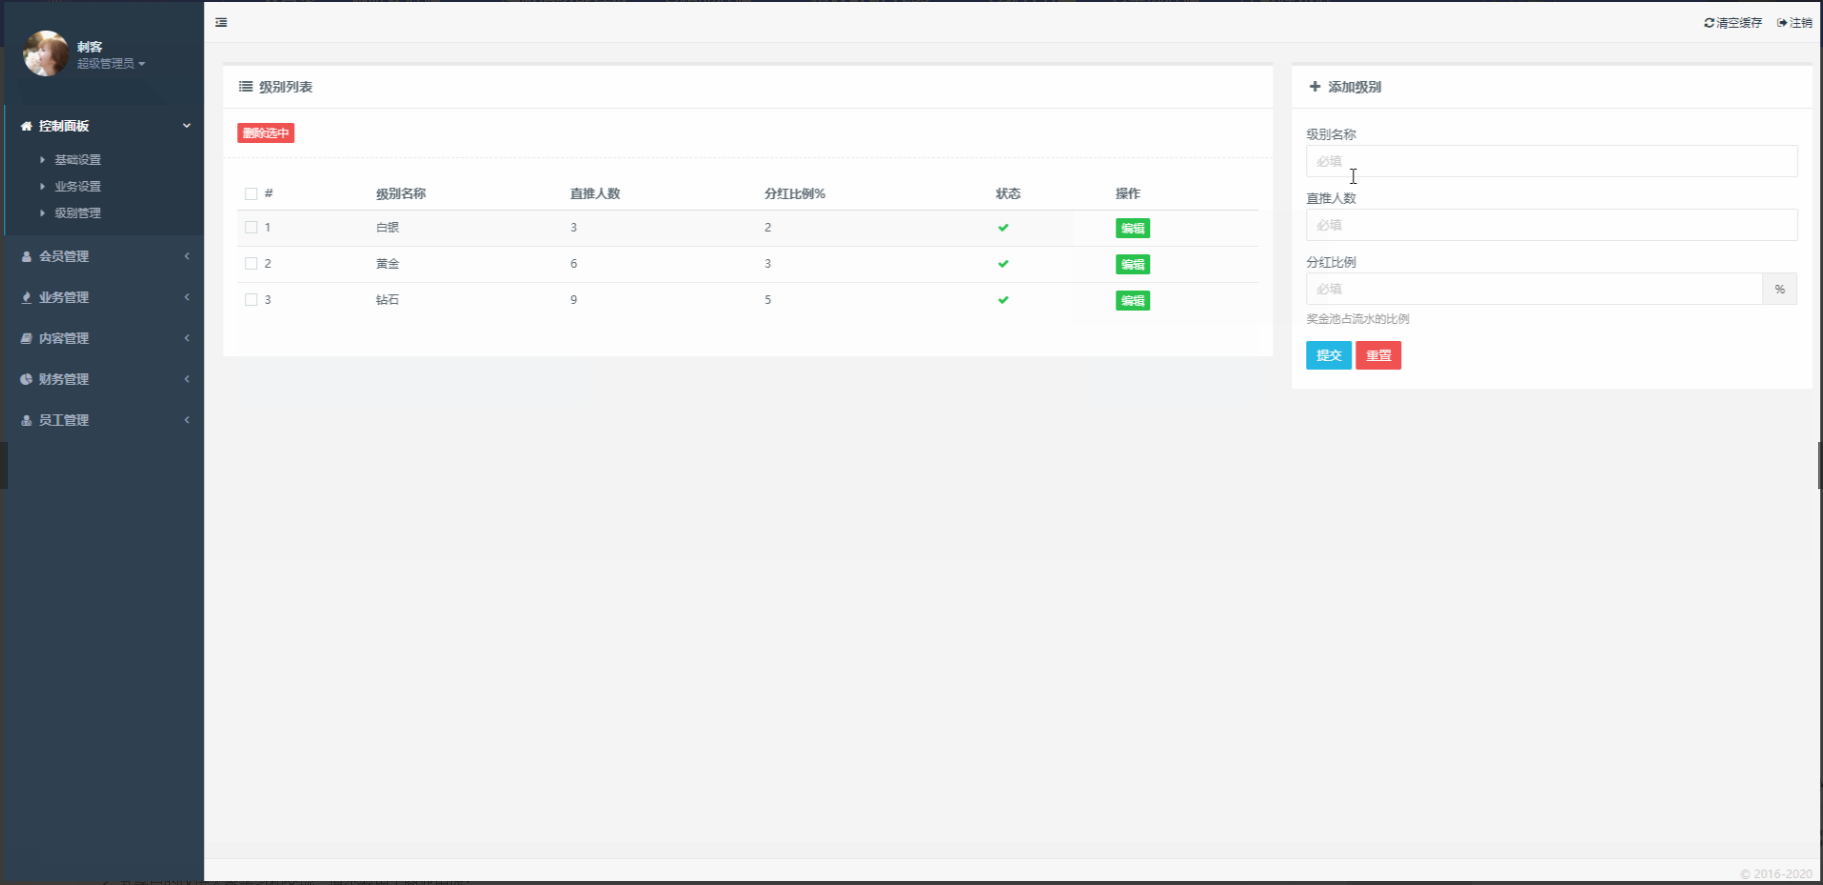 刺客
超级管理员
控制面板
基础设置
业务设置
级别管理
会员管理
业务管理
内容管理
财务管理
员工管理
清空缓存 注销
级别列表
删除选中
# 级别名称 直推人数 分红比例% 状态 操作
1 白银 3 2 编辑
2 黄金 6 3 编辑
3 钻石 9 5 编辑
添加级别
级别名称
必填
直推人数
必填
分红比例
必填 %
奖金池占流水的比例
提交 重置
© 2016-2020